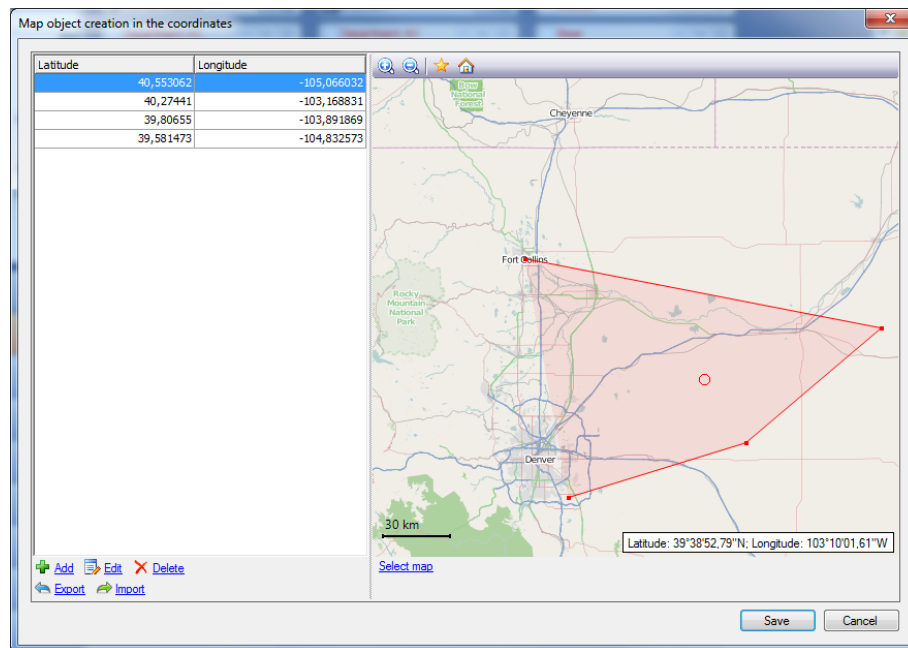 Map object creation in the coordinates
Latitude Longitude
40,553062 -105,066032
40,27441 -103,168831
39,80655 -103,891869
39,581473 -104,832573
National
Forest
Cheyenne
Fort Collins
Rocky
Mountain
National
Park
Denver
30 km
Latitude: 39°38'52,79"N; Longitude: 103°10'01,61"W
Add Edit Delete
Export Import
Select map
Save Cancel